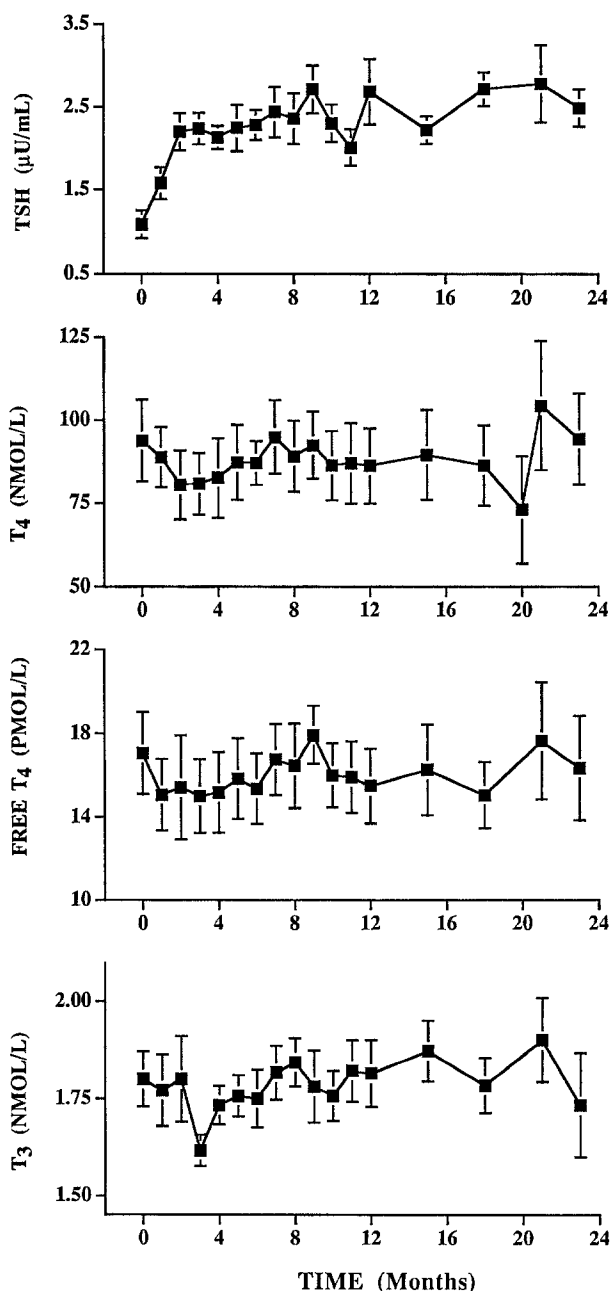 TSH (µU/mL)
3.5
2.5
1.5
0.5
0 4 8 12 16 20 24
T4 (NMOL/L)
125
100
75
50
0 4 8 12 16 20 24
FREE T4 (PMOL/L)
22
18
14
10
0 4 8 12 16 20 24
T3 (NMOL/L)
2.00
1.75
1.50
0 4 8 12 16 20 24
TIME (Months)